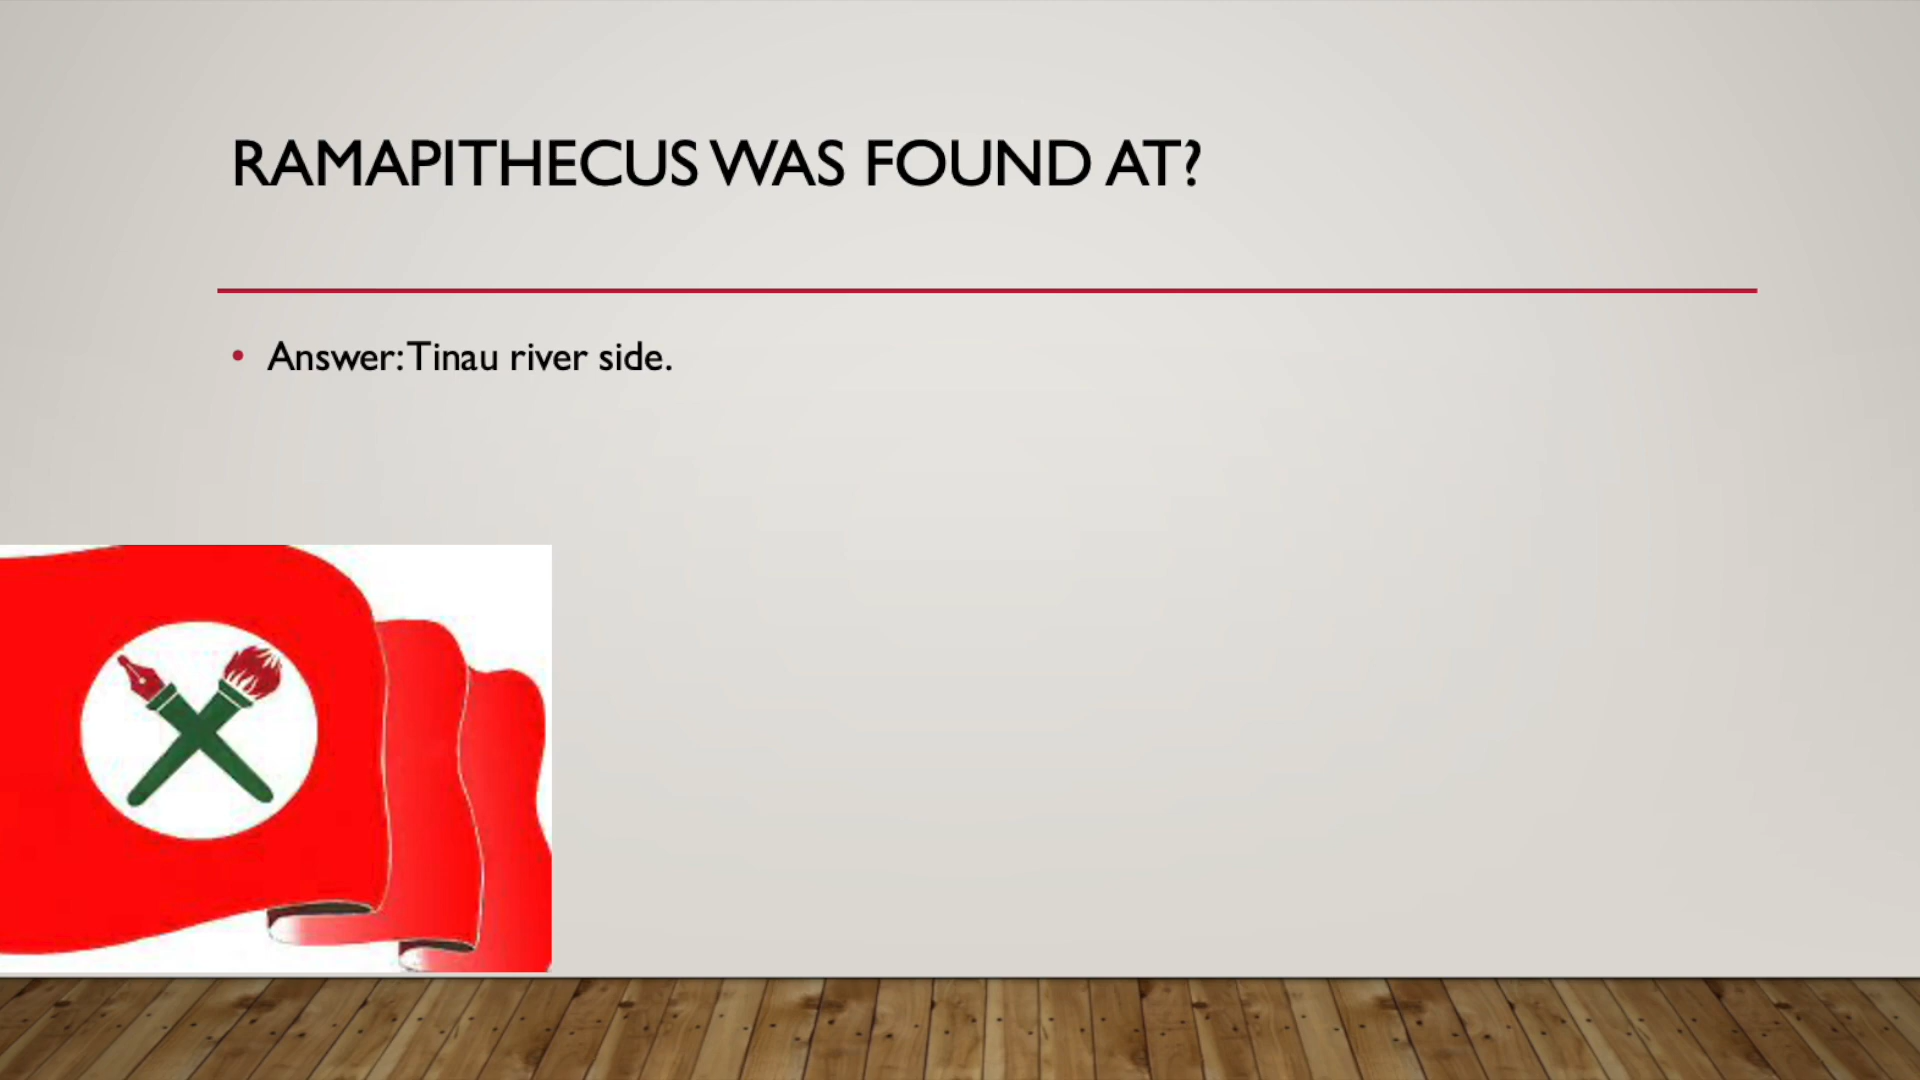 RAMAPITHECUS WAS FOUND AT?
• Answer: Tinau river side.